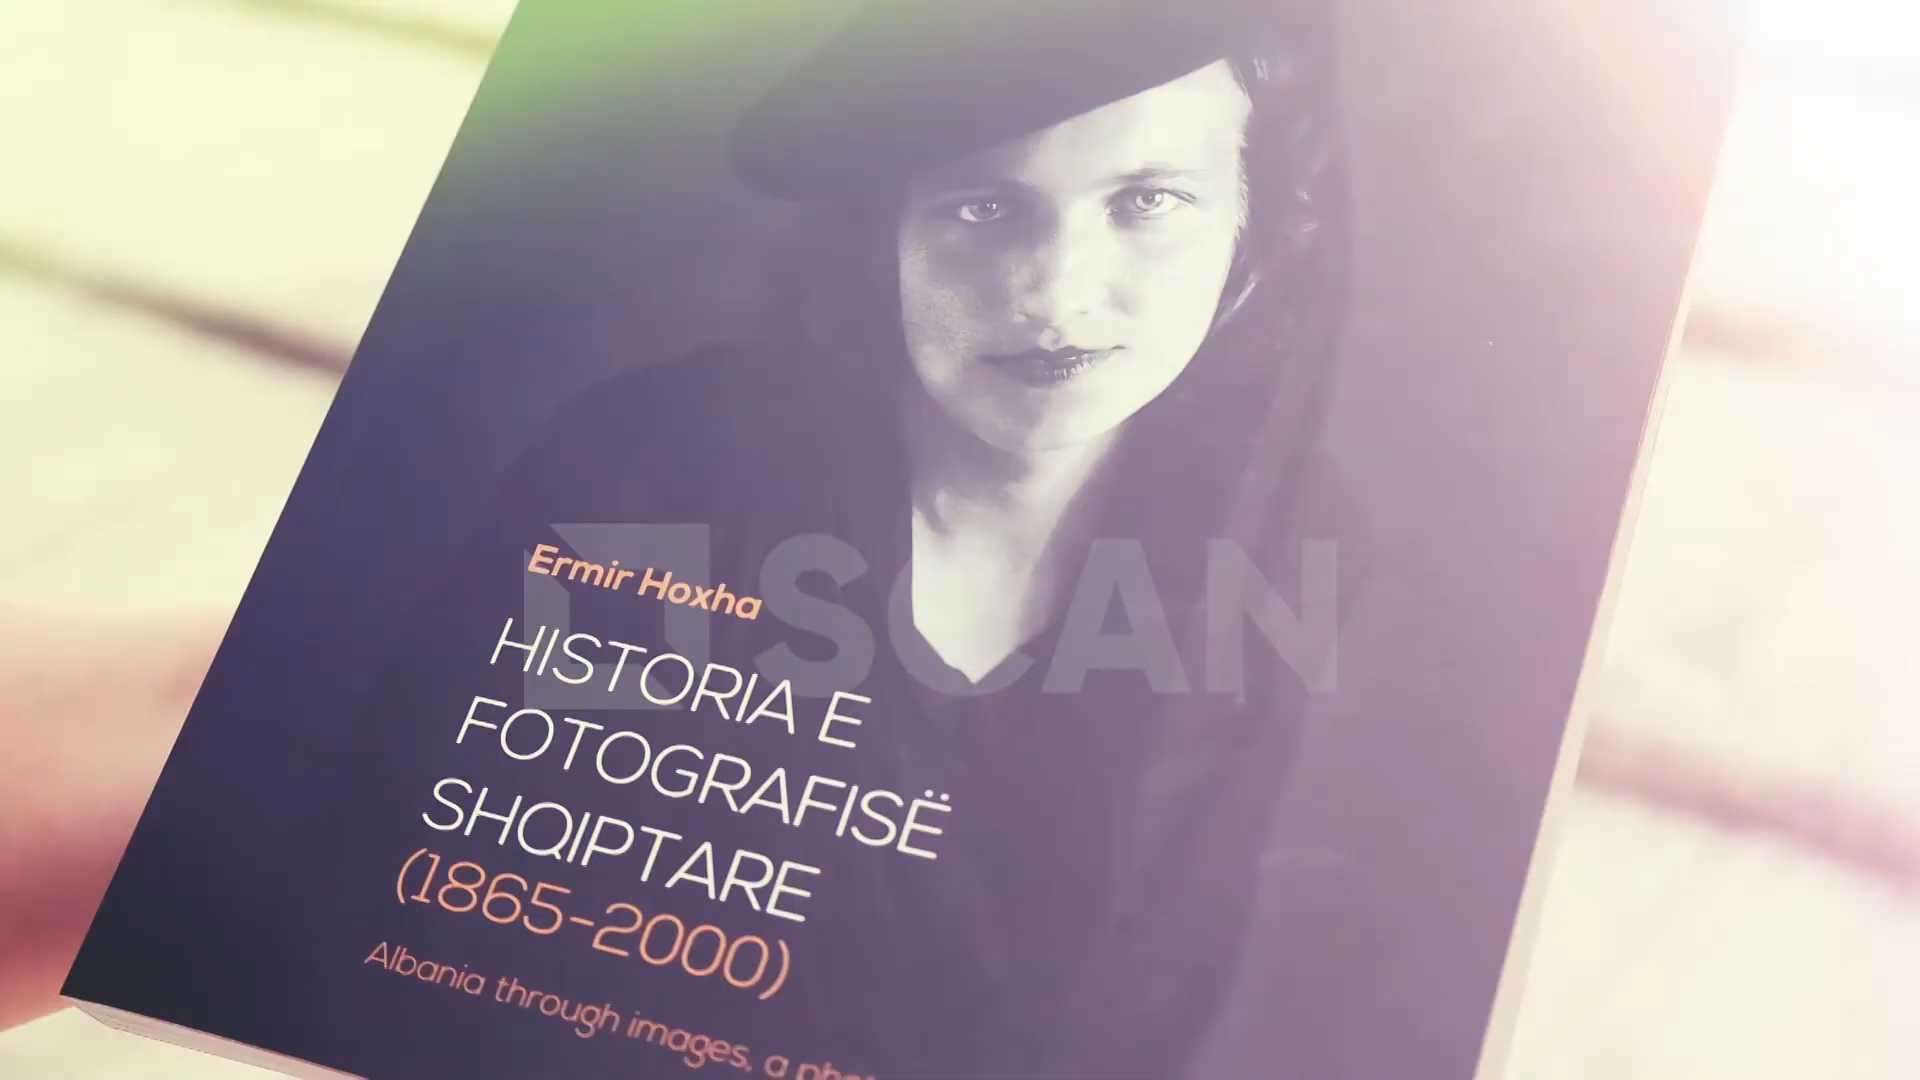 Ermir Hoxha
HISTORIA E
FOTOGRAFISË
SHQIPTARE
(1865-2000)
Albania through images, a
SCAN